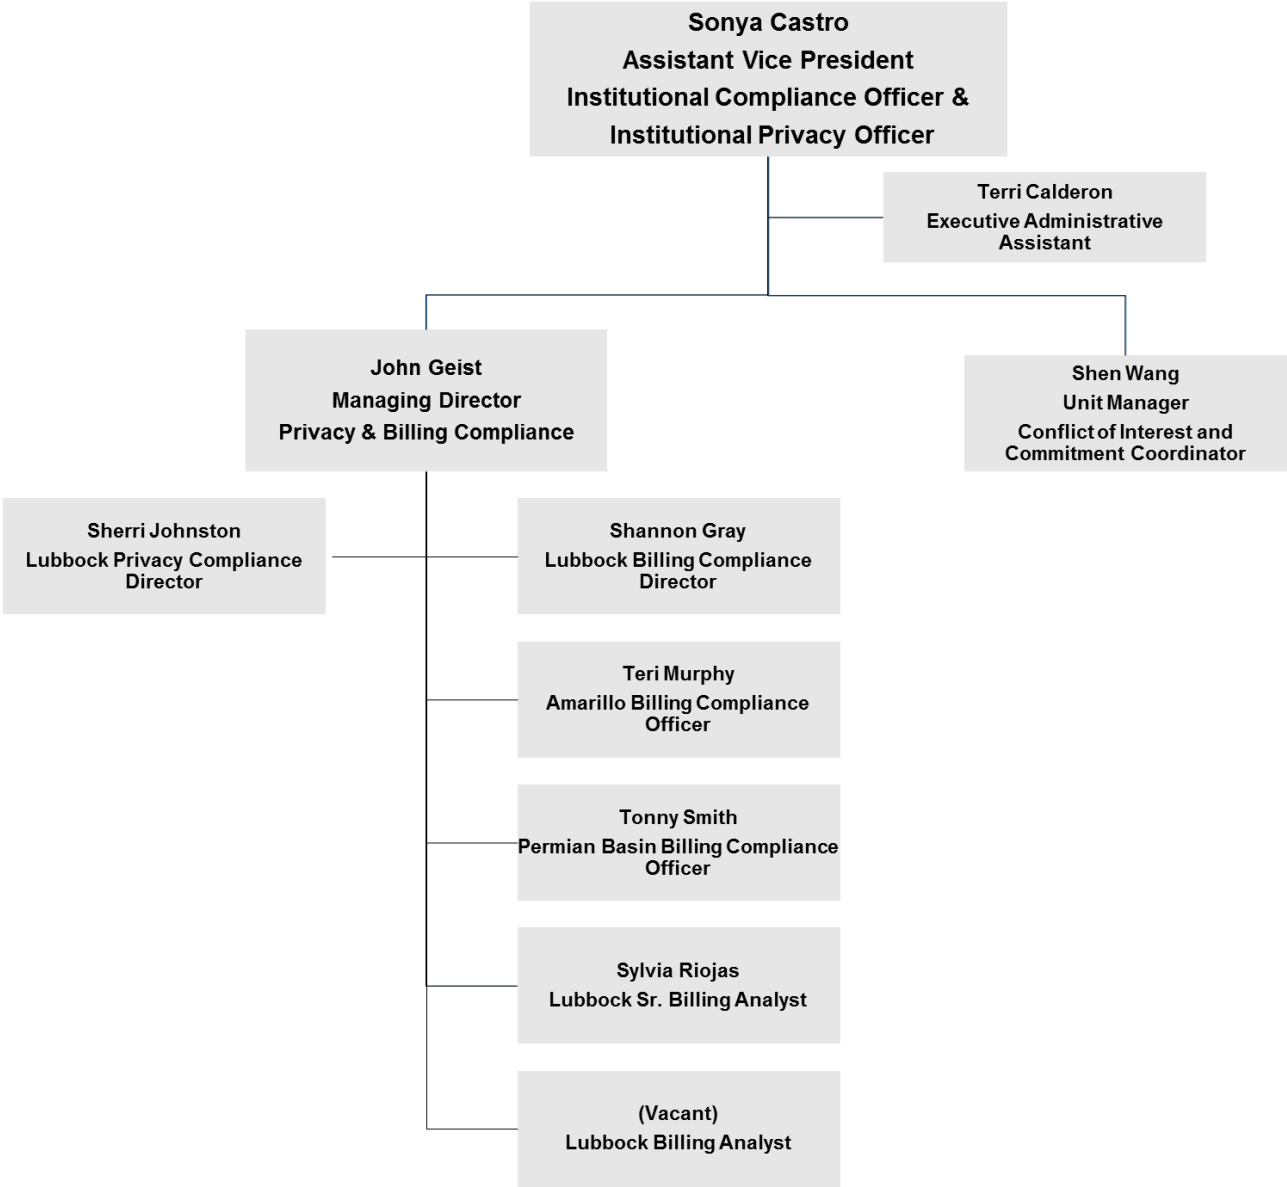 Sonya Castro
Assistant Vice President
Institutional Compliance Officer &
Institutional Privacy Officer
Terri Calderon
Executive Administrative
Assistant
John Geist
Managing Director
Privacy & Billing Compliance
Shen Wang
Unit Manager
Conflict of Interest and
Commitment Coordinator
Sherri Johnston
Lubbock Privacy Compliance
Director
Shannon Gray
Lubbock Billing Compliance
Director
Teri Murphy
Amarillo Billing Compliance
Officer
Tonny Smith
Permian Basin Billing Compliance
Officer
Sylvia Riojas
Lubbock Sr. Billing Analyst
(Vacant)
Lubbock Billing Analyst